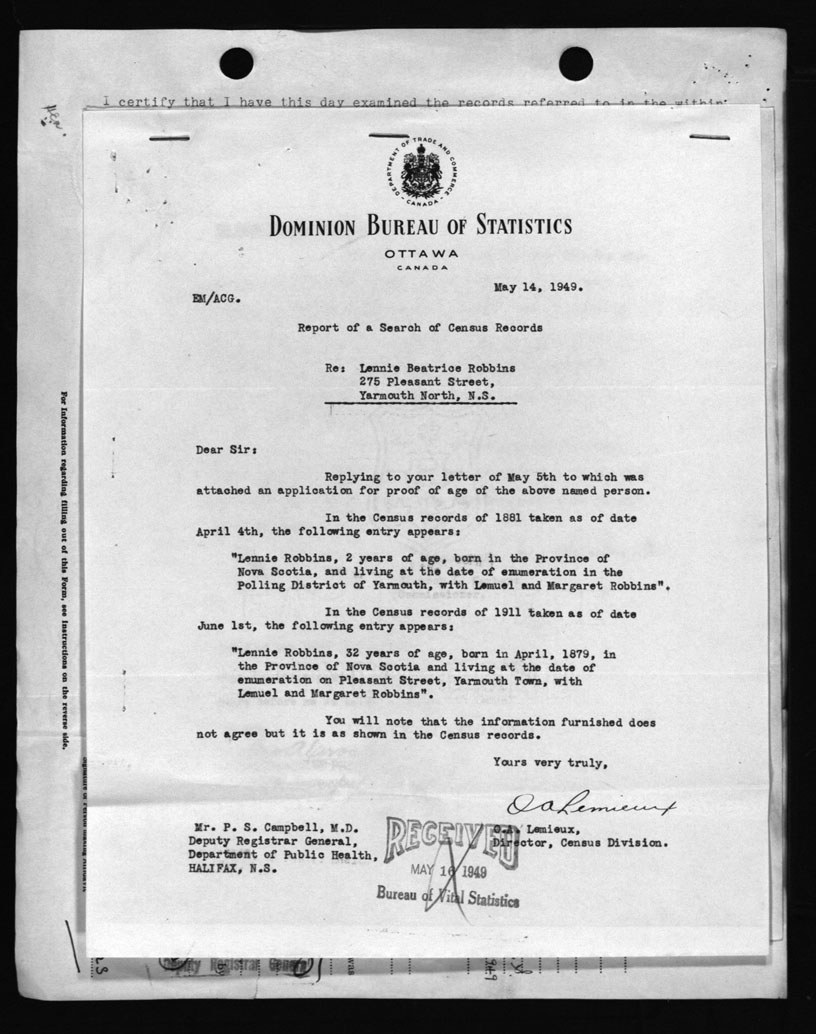 I certify that I have this day examined the records referred to in the within
DEPARTMENT OF TRADE AND COMMERCE
CANADA
DOMINION BUREAU OF STATISTICS
OTTAWA
CANADA
May 14, 1949.
EM/ACG.
Report of a Search of Census Records
Re: Lennie Beatrice Robbins
275 Pleasant Street,
Yarmouth North, N.S.
Dear Sir:
Replying to your letter of May 5th to which was
attached an application for proof of age of the above named person.
In the Census records of 1881 taken as of date
April 4th, the following entry appears:
"Lennie Robbins, 2 years of age, born in the Province of
Nova Scotia, and living at the date of enumeration in the
Polling District of Yarmouth, with Lemuel and Margaret Robbins".
In the Census records of 1911 taken as of date
June 1st, the following entry appears:
"Lennie Robbins, 32 years of age, born in April, 1879, in
the Province of Nova Scotia and living at the date of
enumeration on Pleasant Street, Yarmouth Town, with
Lemuel and Margaret Robbins".
You will note that the information furnished does
not agree but it is as shown in the Census records.
Yours very truly,
O A Lemieux
O.A. Lemieux,
Director, Census Division.
Mr. P. S. Campbell, M.D.
Deputy Registrar General,
Department of Public Health,
HALIFAX, N.S.
RECEIVED
MAY 16 1949
Bureau of Vital Statistics
For Information regarding filling out of this Form, see Instructions on the reverse side.
Deputy Registrar General